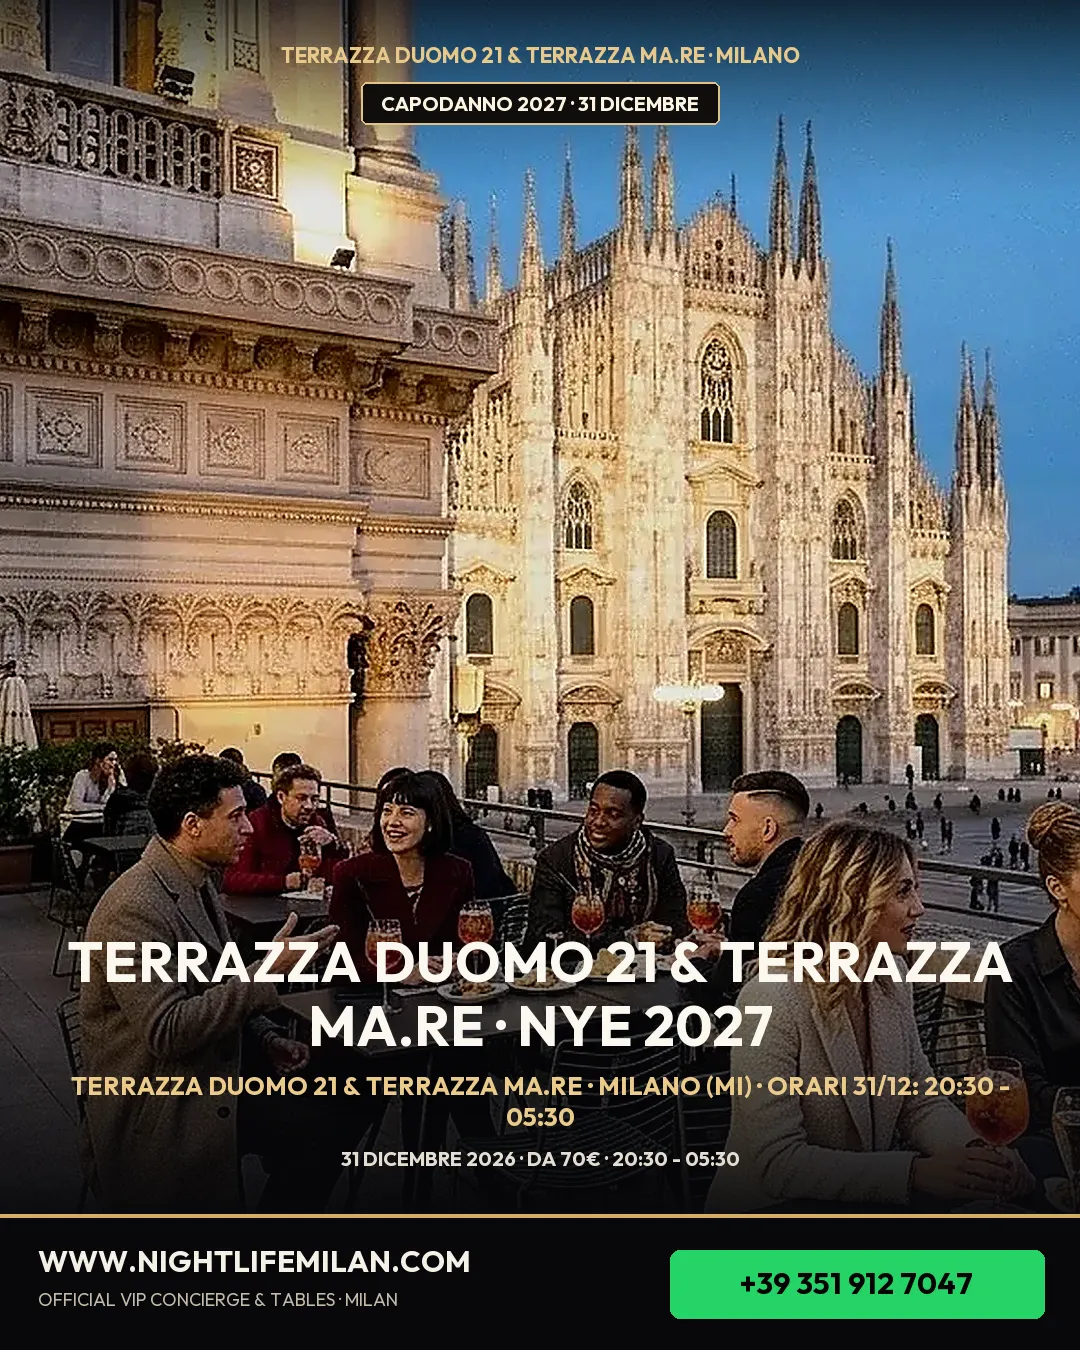 TERRAZZA DUOMO 21 & TERRAZZA MA.RE · MILANO
CAPODANNO 2027 · 31 DICEMBRE
TERRAZZA DUOMO 21 & TERRAZZA
MA.RE · NYE 2027
TERRAZZA DUOMO 21 & TERRAZZA MA.RE · MILANO (MI) · ORARI 31/12: 20:30 -
05:30
31 DICEMBRE 2026 · DA 70€ · 20:30 - 05:30
WWW.NIGHTLIFEMILAN.COM
OFFICIAL VIP CONCIERGE & TABLES · MILAN
+39 351 912 7047